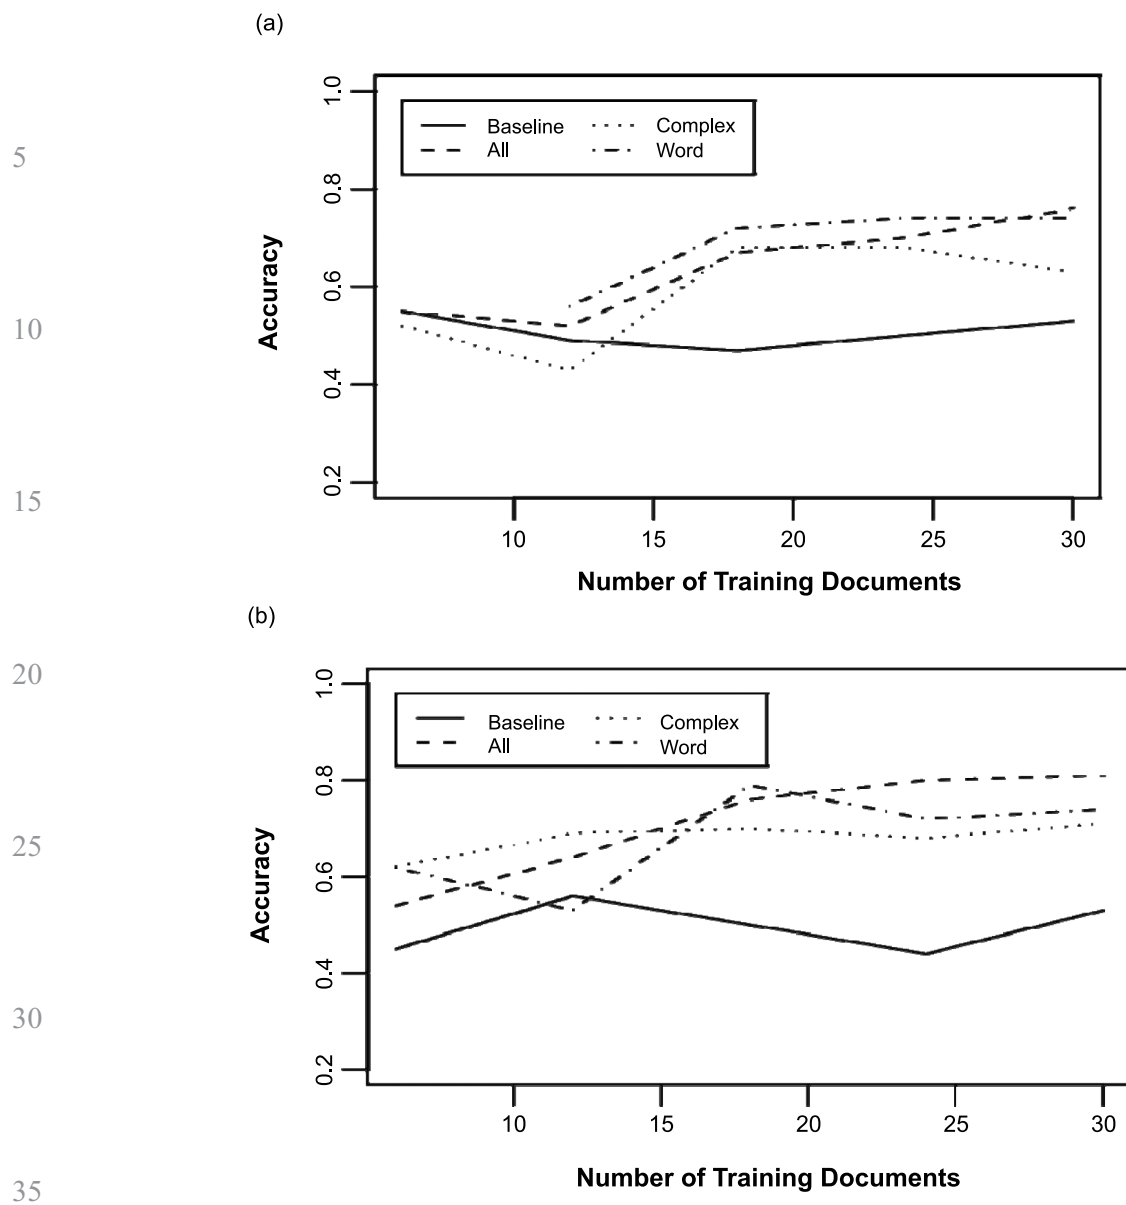 (a)
1.0
0.8
0.6
0.4
0.2
Accuracy
Baseline Complex
All Word
10 15 20 25 30
Number of Training Documents
(b)
1.0
0.8
0.6
0.4
0.2
Accuracy
Baseline Complex
All Word
10 15 20 25 30
Number of Training Documents
5
10
15
20
25
30
35